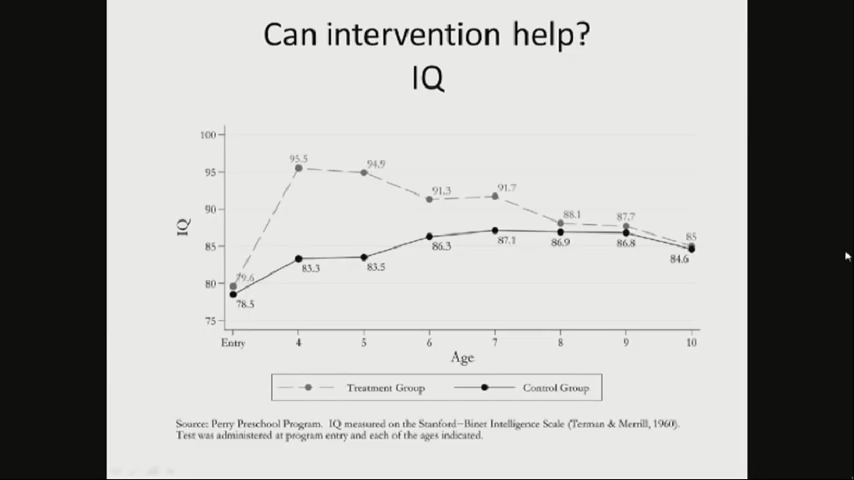 Can intervention help?
IQ
100
95
90
85
80
75
IQ
95.5
94.9
91.3
91.7
88.1
87.7
85
79.6
78.5
83.3
83.5
86.3
87.1
86.9
86.8
84.6
Entry 4 5 6 7 8 9 10
Age
Treatment Group Control Group
Source: Perry Preschool Program. IQ measured on the Stanford–Binet Intelligence Scale (Terman & Merrill, 1960).
Test was administered at program entry and each of the ages indicated.